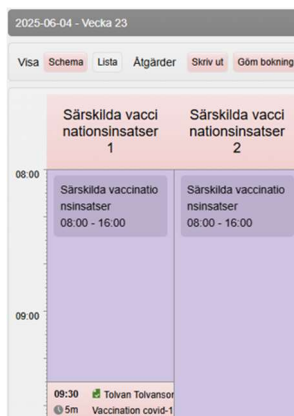 2025-06-04 - Vecka 23
Visa Schema Lista Åtgärder Skriv ut Göm bokning
Särskilda vacci
nationsinsatser
1
Särskilda vacci
nationsinsatser
2
08:00
Särskilda vaccinatio
nsinsatser
08:00 - 16:00
Särskilda vaccinatio
nsinsatser
08:00 - 16:00
09:00
09:30 Tolvan Tolvanson
5m Vaccination covid-1